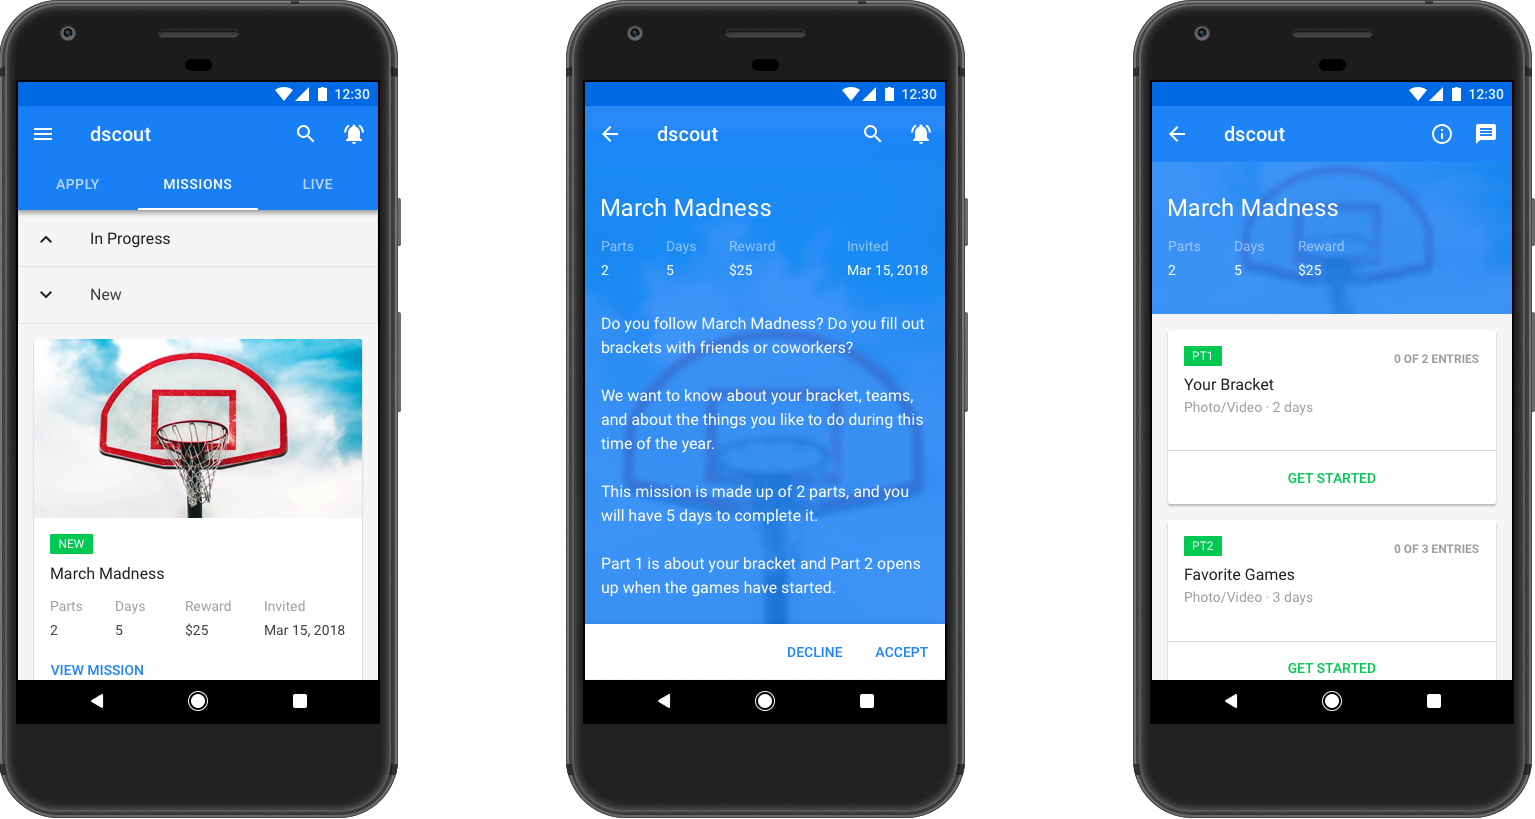 12:30
dscout
APPLY MISSIONS LIVE
In Progress
New
NEW
March Madness
Parts Days Reward Invited
2 5 $25 Mar 15, 2018
VIEW MISSION
12:30
dscout
March Madness
Parts Days Reward Invited
2 5 $25 Mar 15, 2018
Do you follow March Madness? Do you fill out
brackets with friends or coworkers?
We want to know about your bracket, teams,
and about the things you like to do during this
time of the year.
This mission is made up of 2 parts, and you
will have 5 days to complete it.
Part 1 is about your bracket and Part 2 opens
up when the games have started.
DECLINE ACCEPT
12:30
dscout
March Madness
Parts Days Reward
2 5 $25
PT1 0 OF 2 ENTRIES
Your Bracket
Photo/Video · 2 days
GET STARTED
PT2 0 OF 3 ENTRIES
Favorite Games
Photo/Video · 3 days
GET STARTED